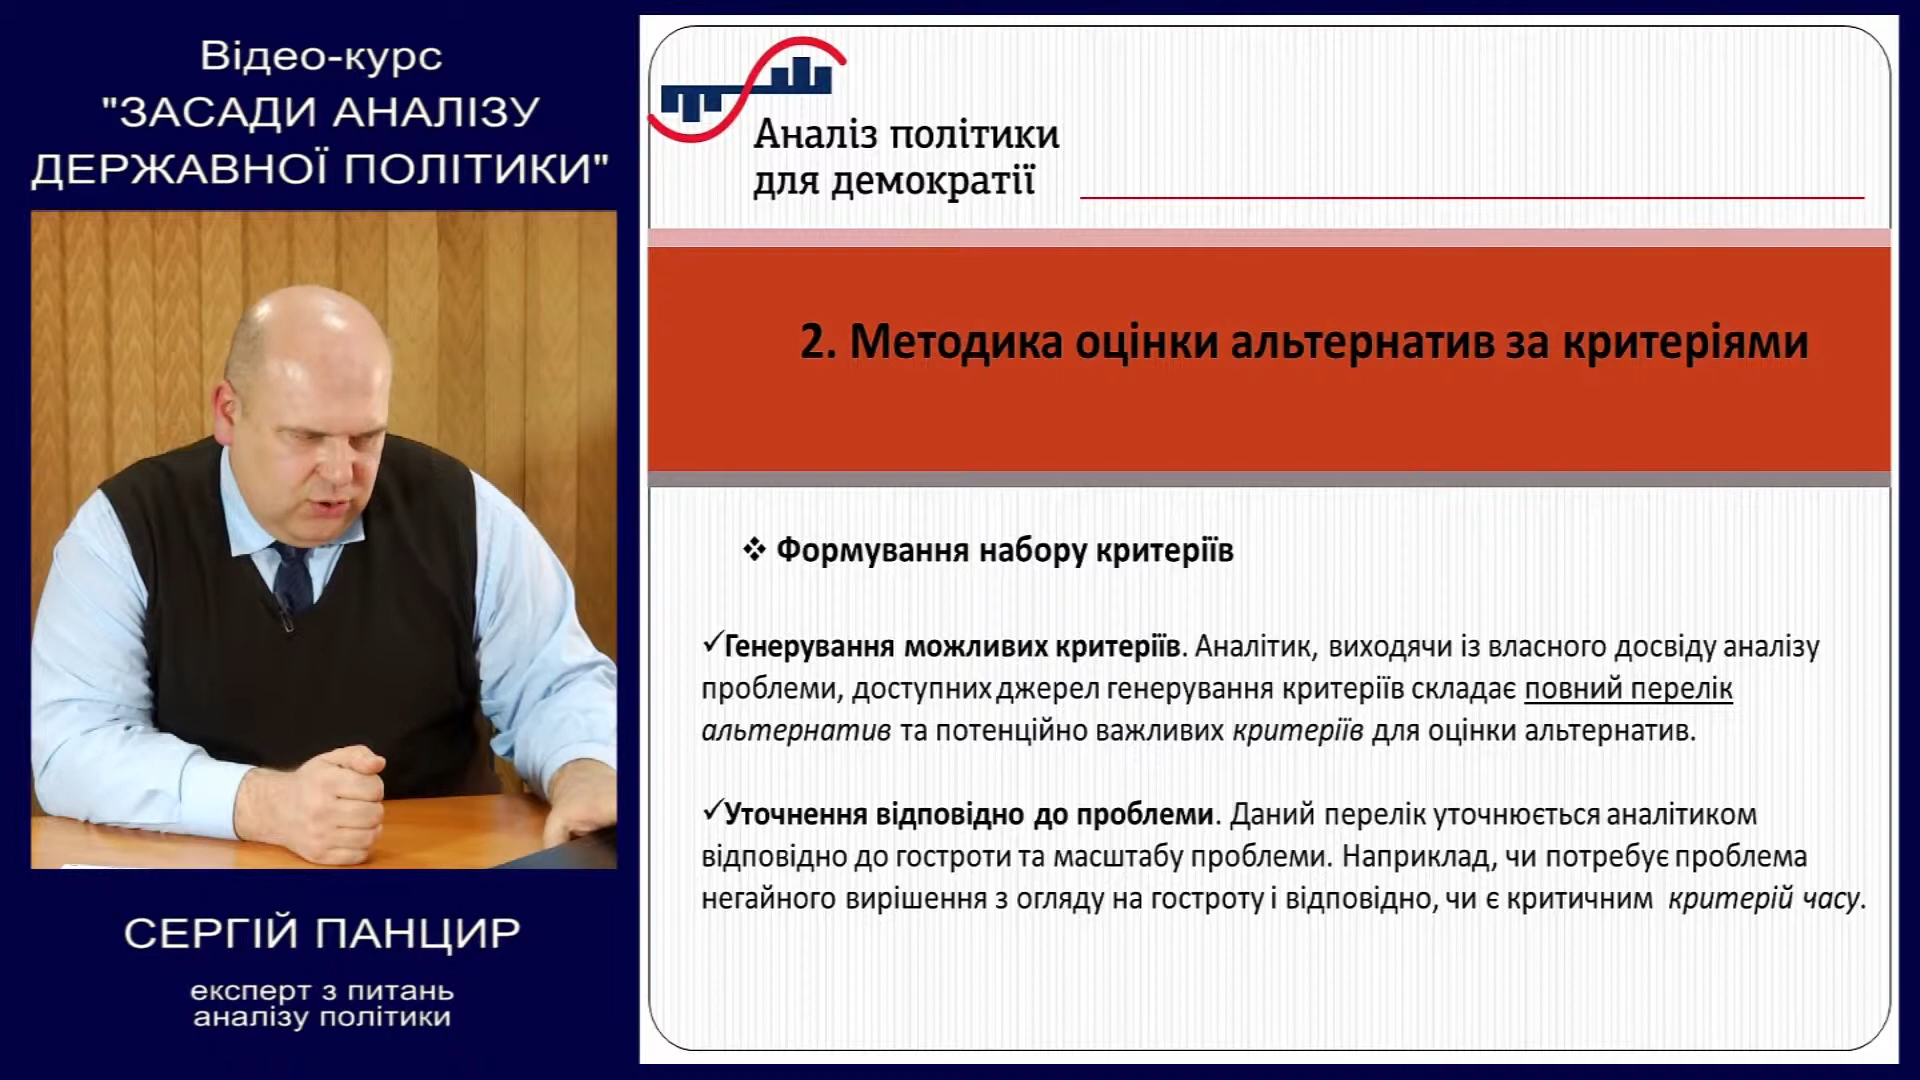 Відео-курс
"ЗАСАДИ АНАЛІЗУ
ДЕРЖАВНОЇ ПОЛІТИКИ"
СЕРГІЙ ПАНЦИР
експерт з питань
аналізу політики
Аналіз політики
для демократії
2. Методика оцінки альтернатив за критеріями
❖ Формування набору критеріїв
✓Генерування можливих критеріїв. Аналітик, виходячи із власного досвіду аналізу
проблеми, доступних джерел генерування критеріїв складає повний перелік
альтернатив та потенційно важливих критеріїв для оцінки альтернатив.
✓Уточнення відповідно до проблеми. Даний перелік уточнюється аналітиком
відповідно до гостроти та масштабу проблеми. Наприклад, чи потребує проблема
негайного вирішення з огляду на гостроту і відповідно, чи є критичним критерій часу.